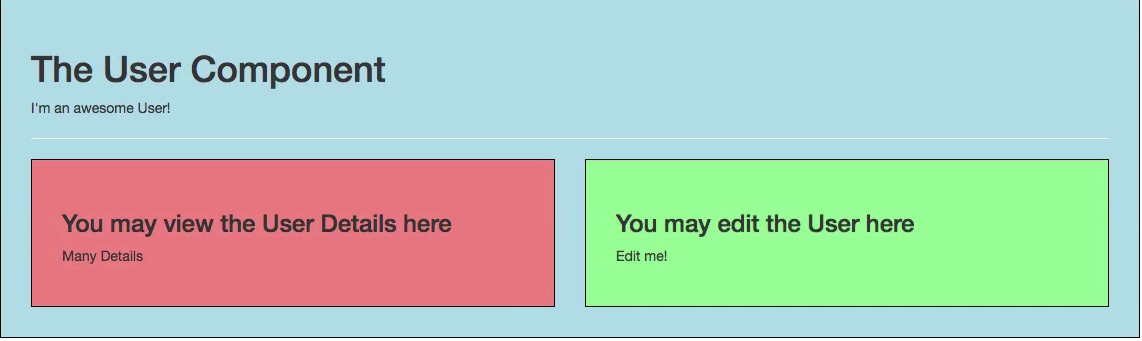 The User Component
I'm an awesome User!
You may view the User Details here
Many Details
You may edit the User here
Edit me!